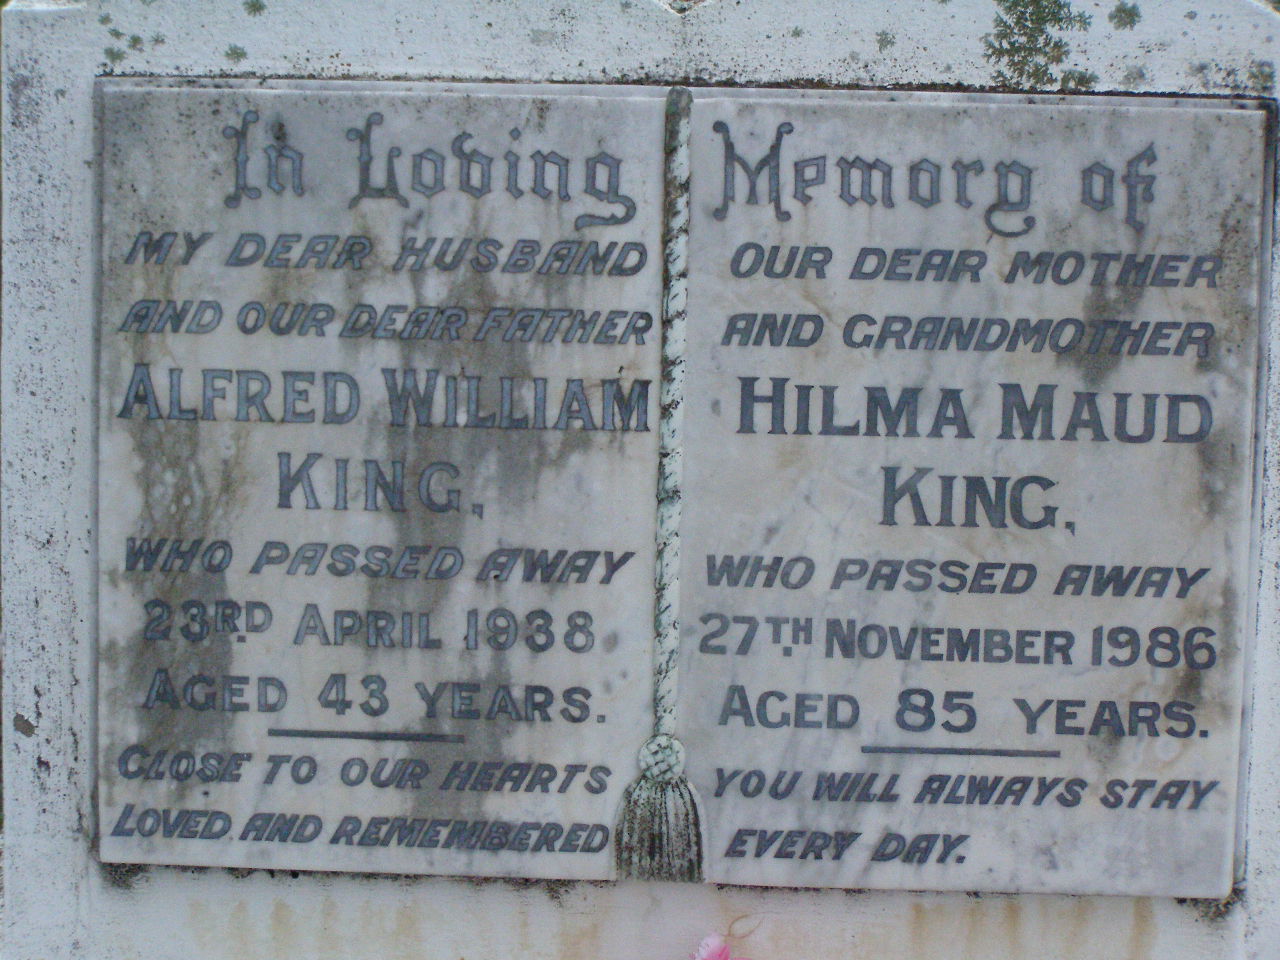 In Loving
MY DEAR HUSBAND
AND OUR DEAR FATHER
ALFRED WILLIAM
KING,
WHO PASSED AWAY
23RD APRIL 1938
AGED 43 YEARS.
CLOSE TO OUR HEARTS
LOVED AND REMEMBERED
Memory of
OUR DEAR MOTHER
AND GRANDMOTHER
HILMA MAUD
KING,
WHO PASSED AWAY
27TH NOVEMBER 1986
AGED 85 YEARS.
YOU WILL ALWAYS STAY
EVERY DAY.